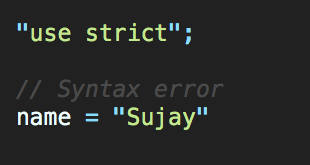 "use strict";
// Syntax error
name = "Sujay"